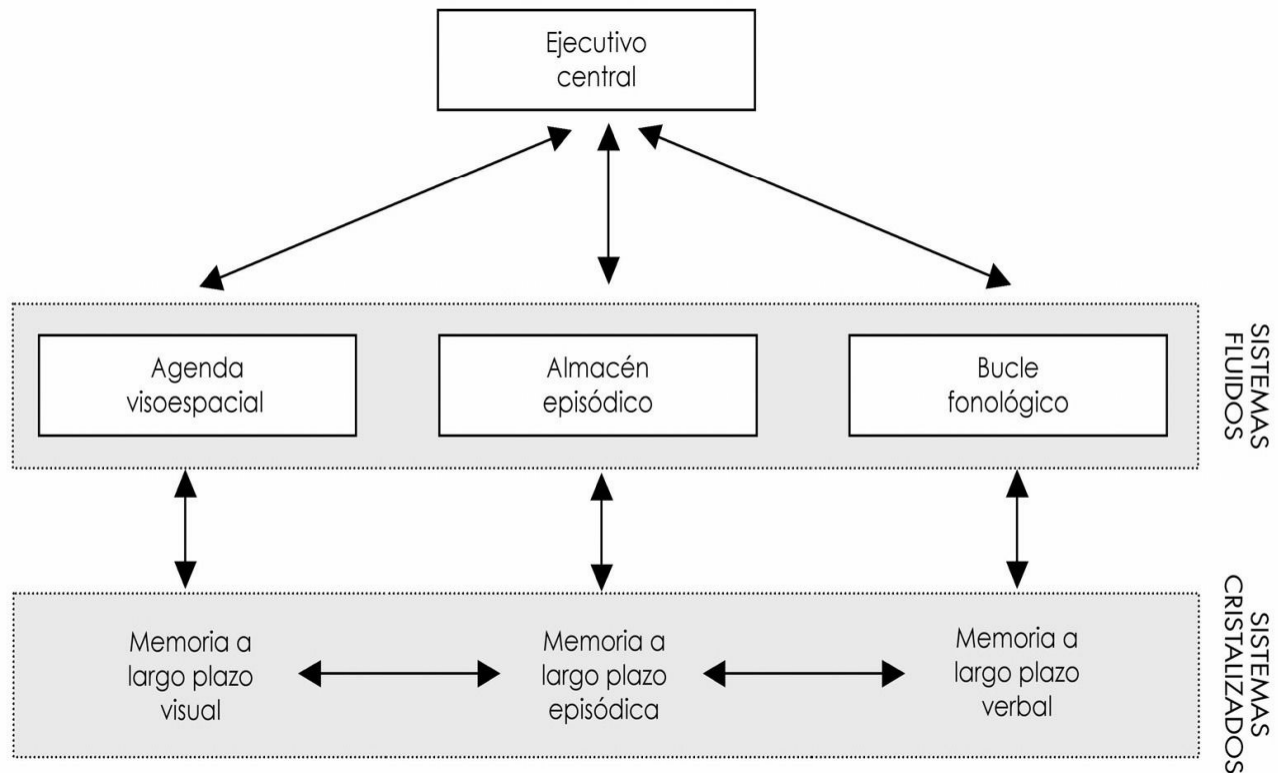 Ejecutivo
central
Agenda
visoespacial
Almacén
episódico
Bucle
fonológico
SISTEMAS
FLUIDOS
Memoria a
largo plazo
visual
Memoria a
largo plazo
episódica
Memoria a
largo plazo
verbal
SISTEMAS
CRISTALIZADOS